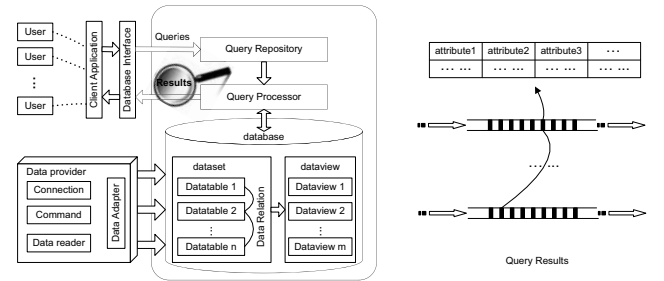 User
User
⋮
User
Client Application
Database Interface
Queries
Results
Query Repository
Query Processor
database
Data provider
Connection
Command
Data reader
Data Adapter
dataset
Datatable 1
Datatable 2
⋮
Datatable n
Data Relation
dataview
Dataview 1
Dataview 2
⋮
Dataview m
attribute1 attribute2 attribute3 ...
... ... ... ... ... ... ... ...
... ...
Query Results